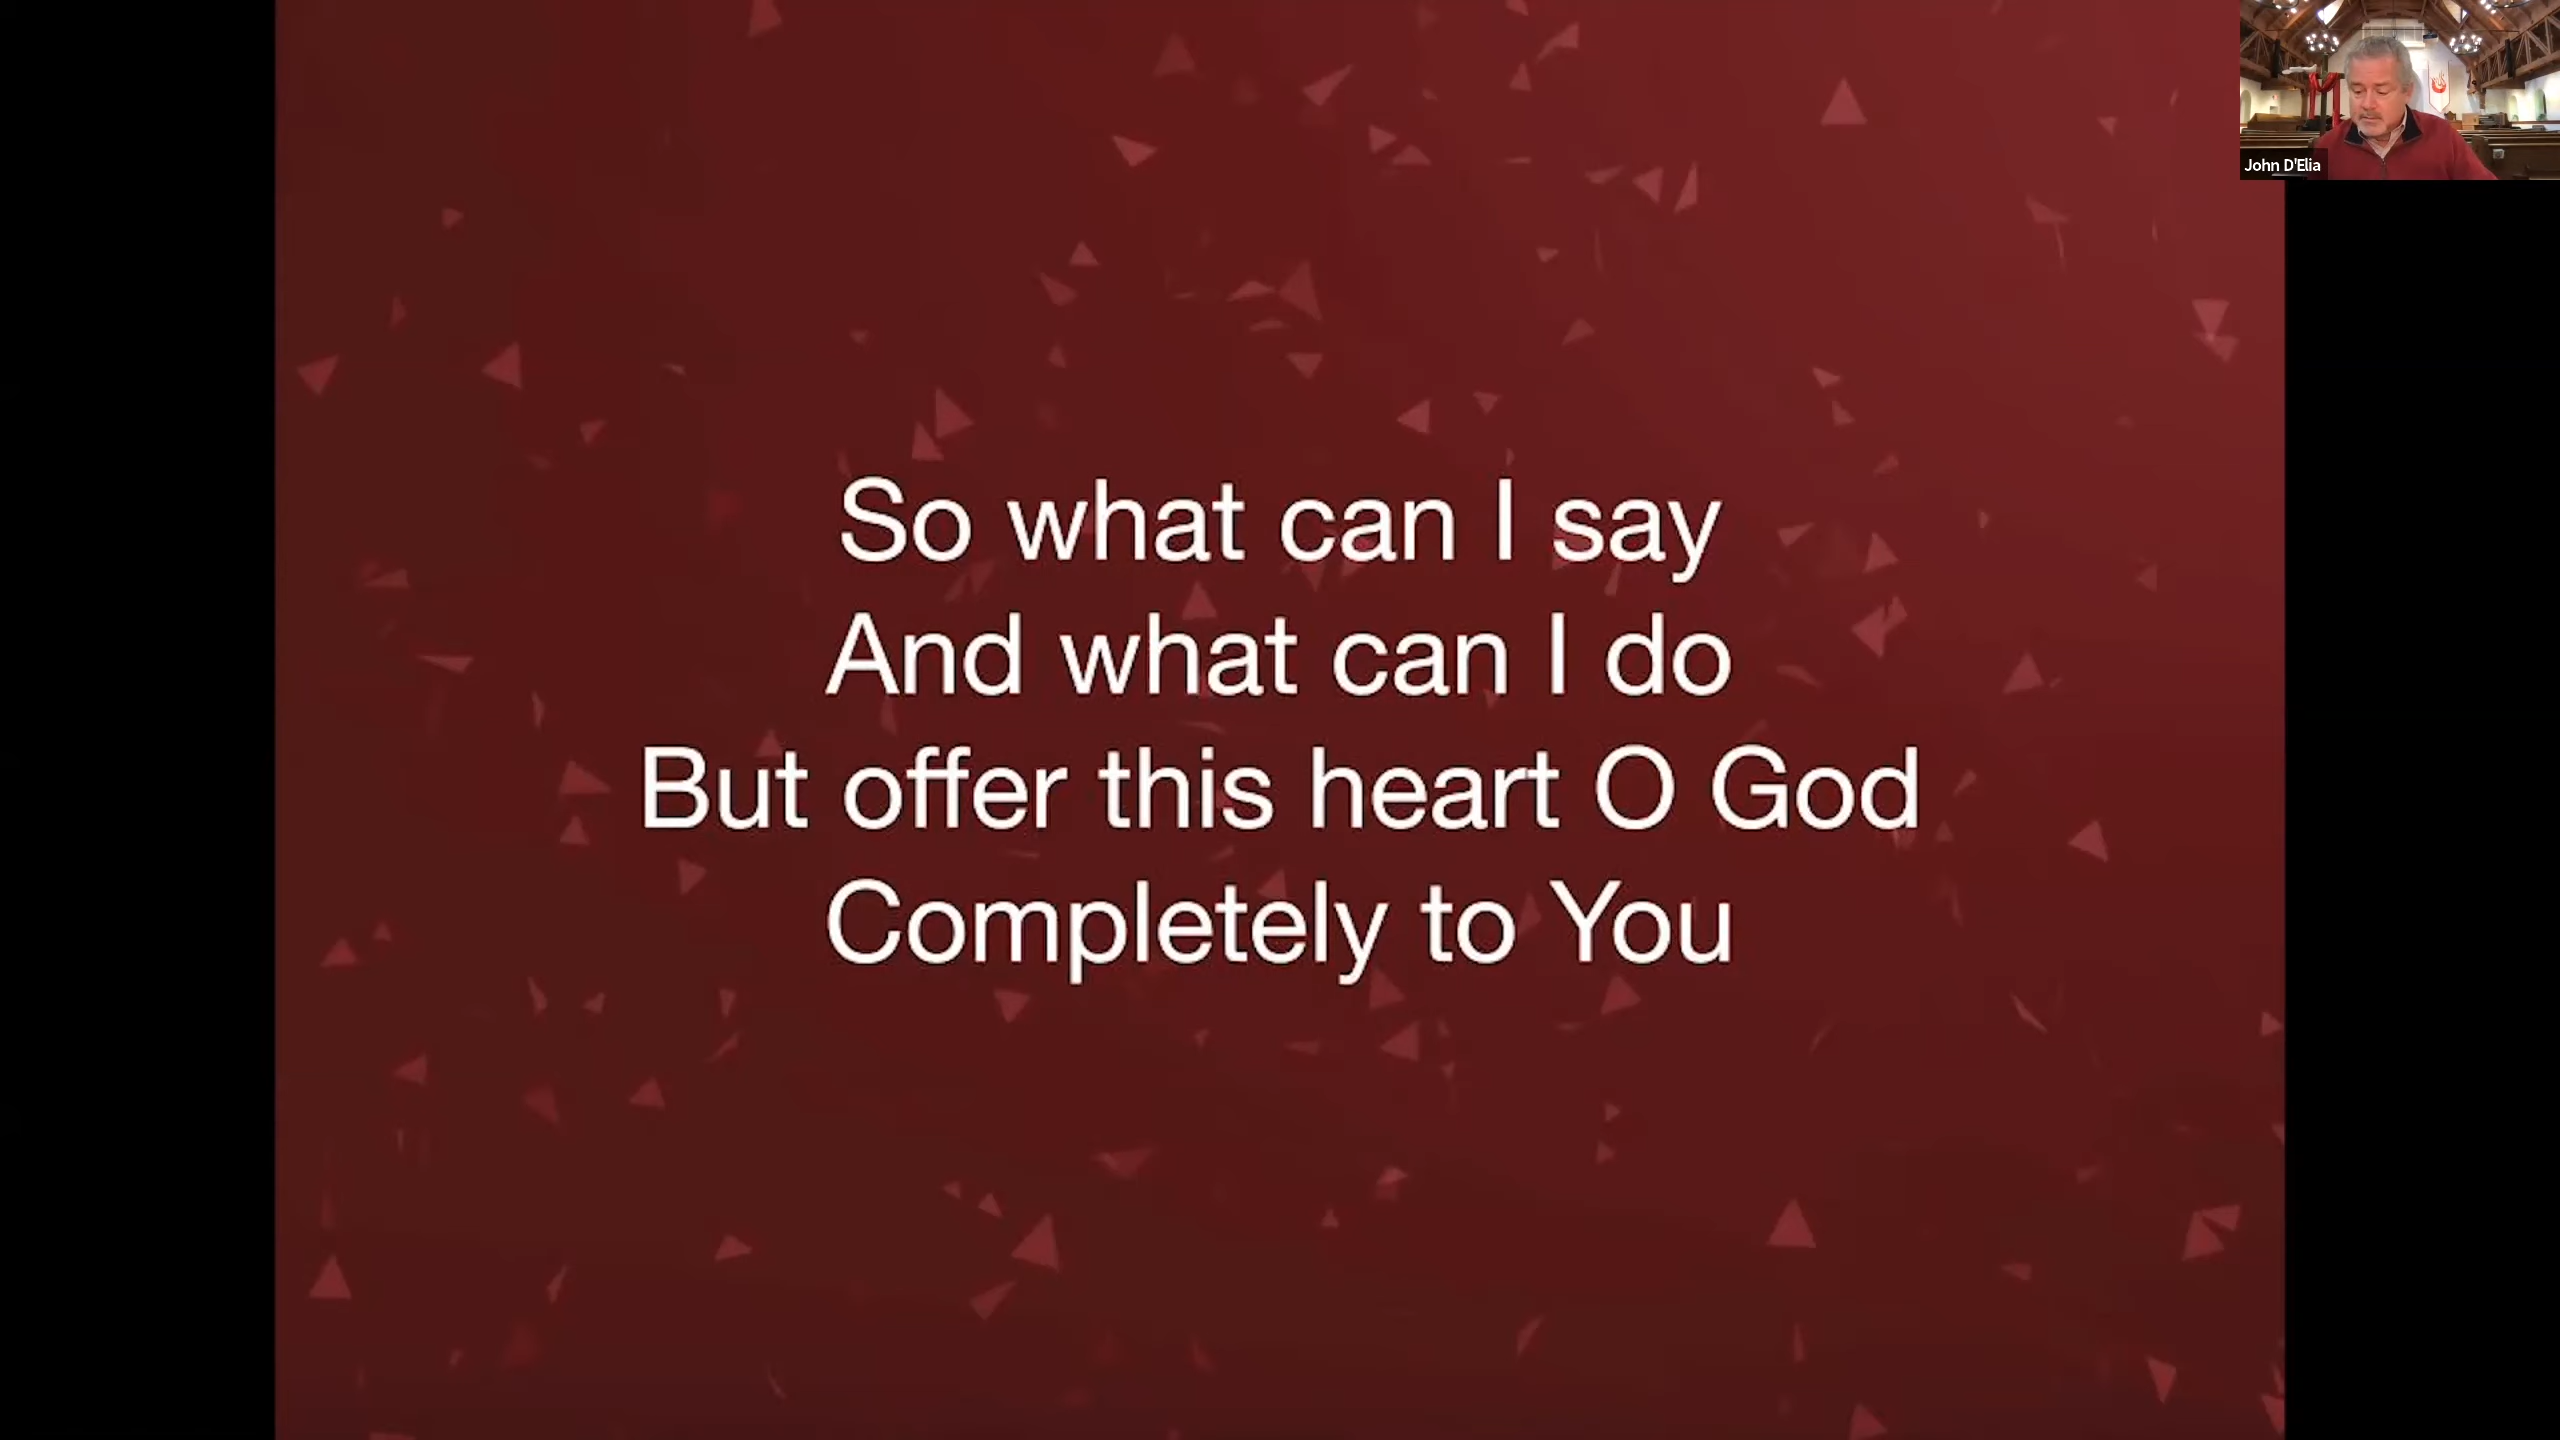 So what can I say
And what can I do
But offer this heart O God
Completely to You
John D'Elia